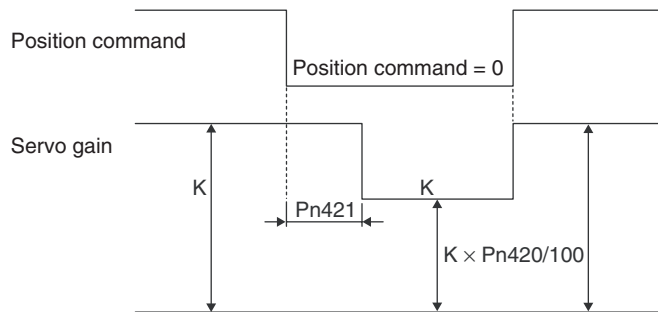 Position command
Position command = 0
Servo gain
K
K
Pn421
K × Pn420/100